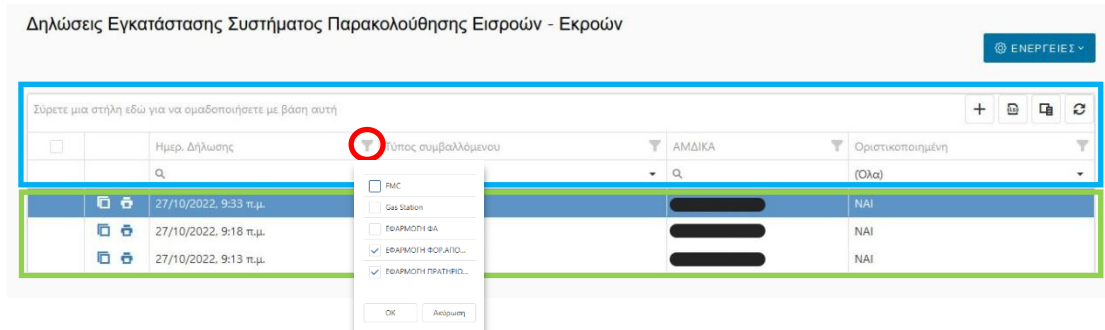 Δηλώσεις Εγκατάστασης Συστήματος Παρακολούθησης Εισροών - Εκροών
ΕΝΕΡΓΕΙΕΣ
Σύρετε μια στήλη εδώ για να ομαδοποιήσετε με βάση αυτή
Ημερ. Δήλωσης Τύπος συμβαλλόμενου ΑΜΔΙΚΑ Οριστικοποιημένη
(Όλα)
27/10/2022, 9:33 π.μ. ΝΑΙ
27/10/2022, 9:18 π.μ. ΝΑΙ
27/10/2022, 9:13 π.μ. ΝΑΙ
FMC
Gas Station
ΕΦΑΡΜΟΓΗ ΦΑ
ΕΦΑΡΜΟΓΗ ΦΟΡ.ΑΠΟ...
ΕΦΑΡΜΟΓΗ ΠΡΑΤΗΡΙΟ...
OK Ακύρωση